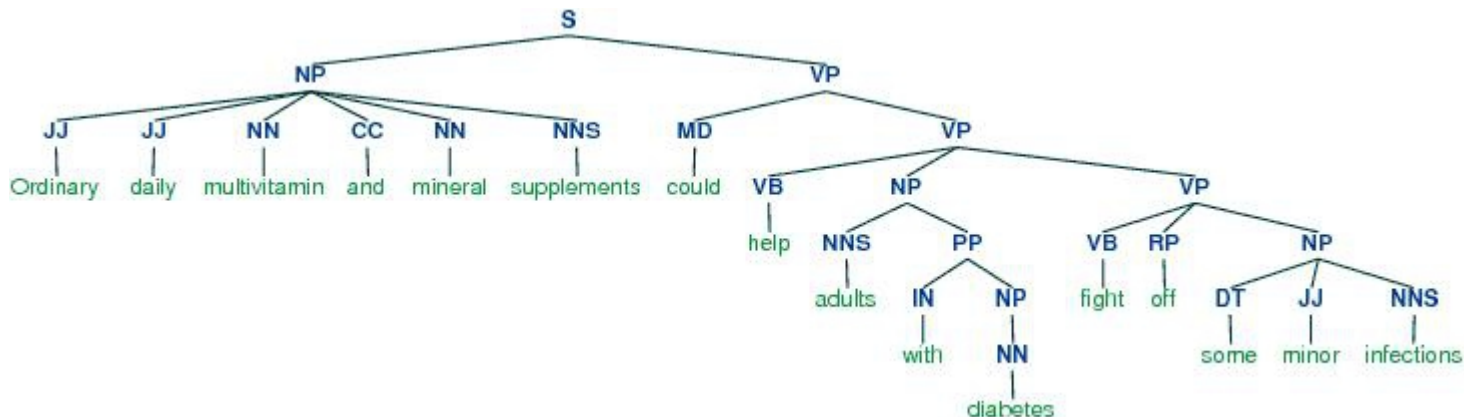 S
NP VP
JJ JJ NN CC NN NNS MD VP
Ordinary daily multivitamin and mineral supplements could VB NP VP
help NNS PP VB RP NP
adults IN NP fight off DT JJ NNS
with NN some minor infections
diabetes